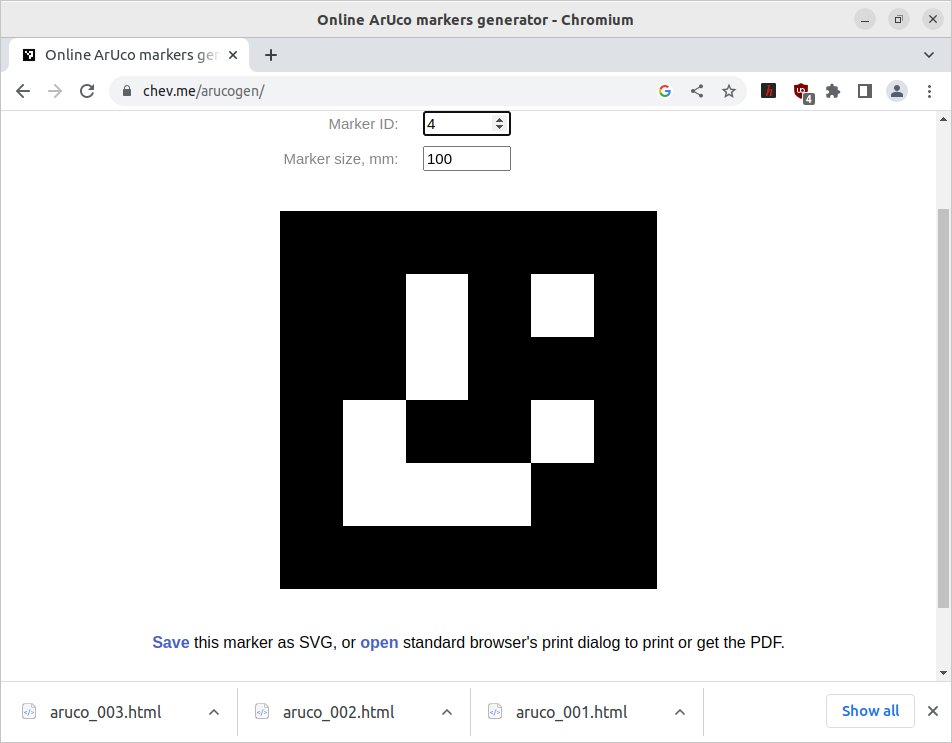 Online ArUco markers generator - Chromium
Online ArUco markers gen
chev.me/arucogen/
4
Marker ID: 4
Marker size, mm: 100
Save this marker as SVG, or open standard browser's print dialog to print or get the PDF.
aruco_003.html aruco_002.html aruco_001.html Show all